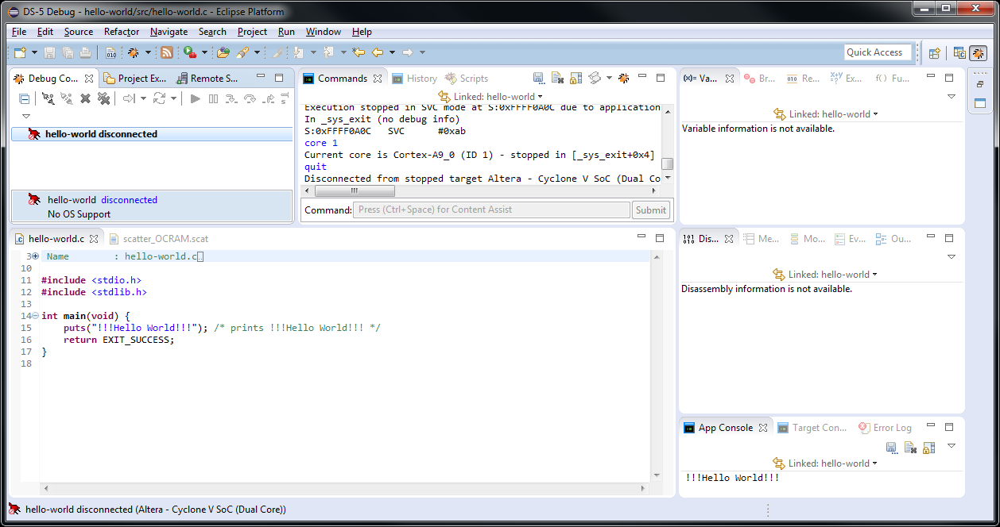 DS-5 Debug - hello-world/src/hello-world.c - Eclipse Platform
File Edit Source Refactor Navigate Search Project Run Window Help
Quick Access
Debug Co... Project Ex... Remote S...
hello-world disconnected
hello-world disconnected
No OS Support
Commands History Scripts
Linked: hello-world
Execution stopped in SVC mode at S:0xFFFF0A0C due to application
In _sys_exit (no debug info)
S:0xFFFF0A0C SVC #0xab
core 1
Current core is Cortex-A9_0 (ID 1) - stopped in [_sys_exit+0x4]
quit
Disconnected from stopped target Altera - Cyclone V SoC (Dual Co
Command: Press (Ctrl+Space) for Content Assist Submit
(x)= Va... Br... Re... Ex... Fu...
Linked: hello-world
Variable information is not available.
hello-world.c scatter_OCRAM.scat
3 Name : hello-world.c
10
11 #include <stdio.h>
12 #include <stdlib.h>
13
14 int main(void) {
15 puts("!!!Hello World!!!"); /* prints !!!Hello World!!! */
16 return EXIT_SUCCESS;
17 }
18
Dis... Me... Mo... Ev... Ou...
Linked: hello-world
Disassembly information is not available.
App Console Target Con... Error Log
Linked: hello-world
!!!Hello World!!!
hello-world disconnected (Altera - Cyclone V SoC (Dual Core))